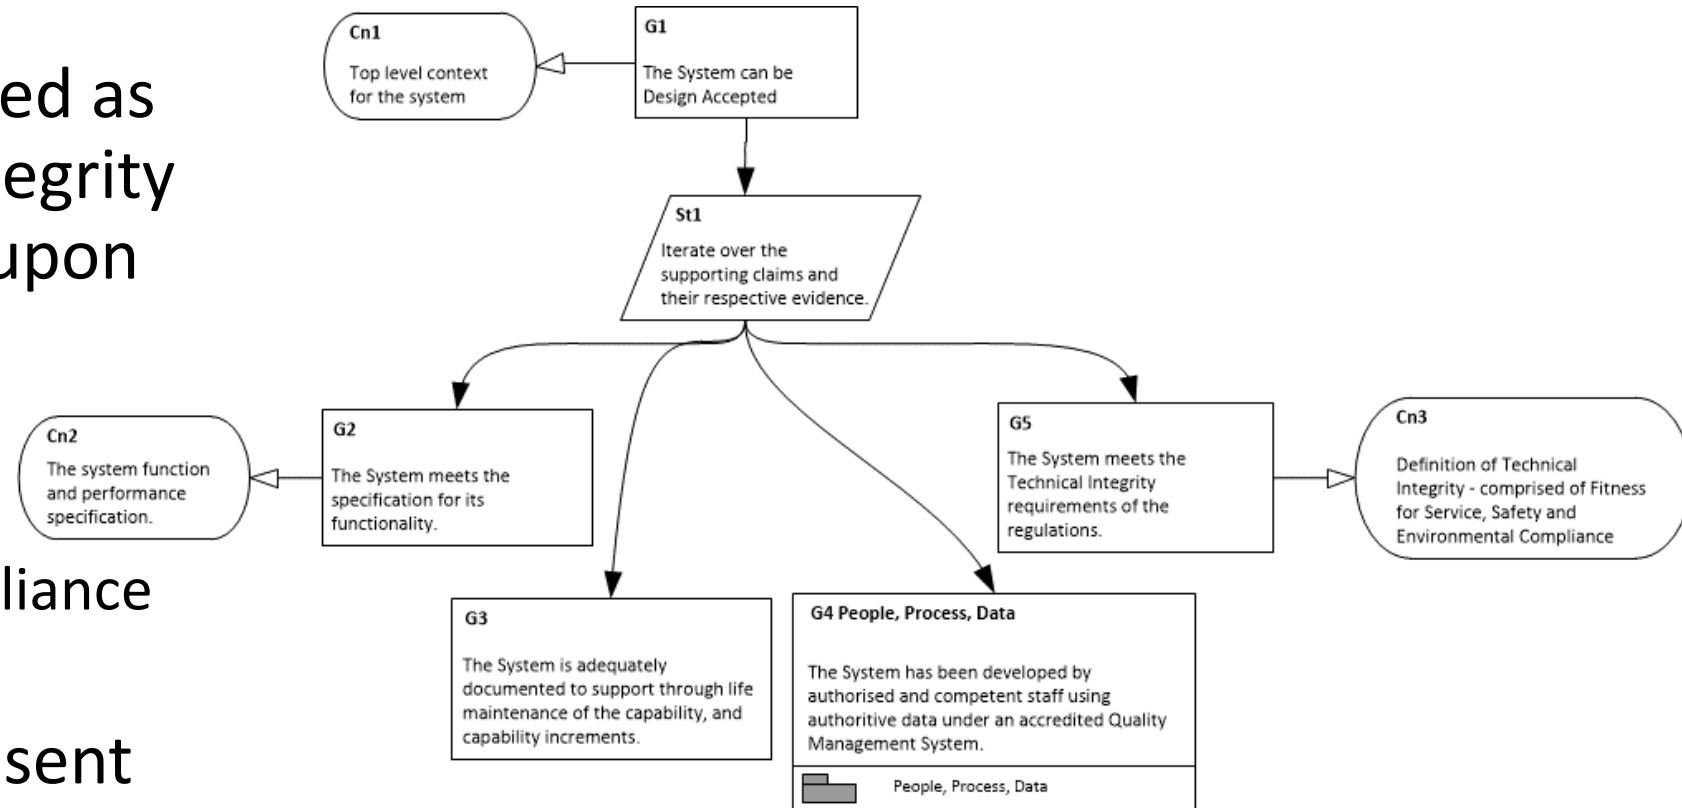 ed as
egrity
upon
liance
sent
Cn1
Top level context
for the system
G1
The System can be
Design Accepted
St1
Iterate over the
supporting claims and
their respective evidence.
Cn2
The system function
and performance
specification.
G2
The System meets the
specification for its
functionality.
G5
The System meets the
Technical Integrity
requirements of the
regulations.
Cn3
Definition of Technical
Integrity - comprised of Fitness
for Service, Safety and
Environmental Compliance
G3
The System is adequately
documented to support through life
maintenance of the capability, and
capability increments.
G4 People, Process, Data
The System has been developed by
authorised and competent staff using
authoritive data under an accredited Quality
Management System.
People, Process, Data